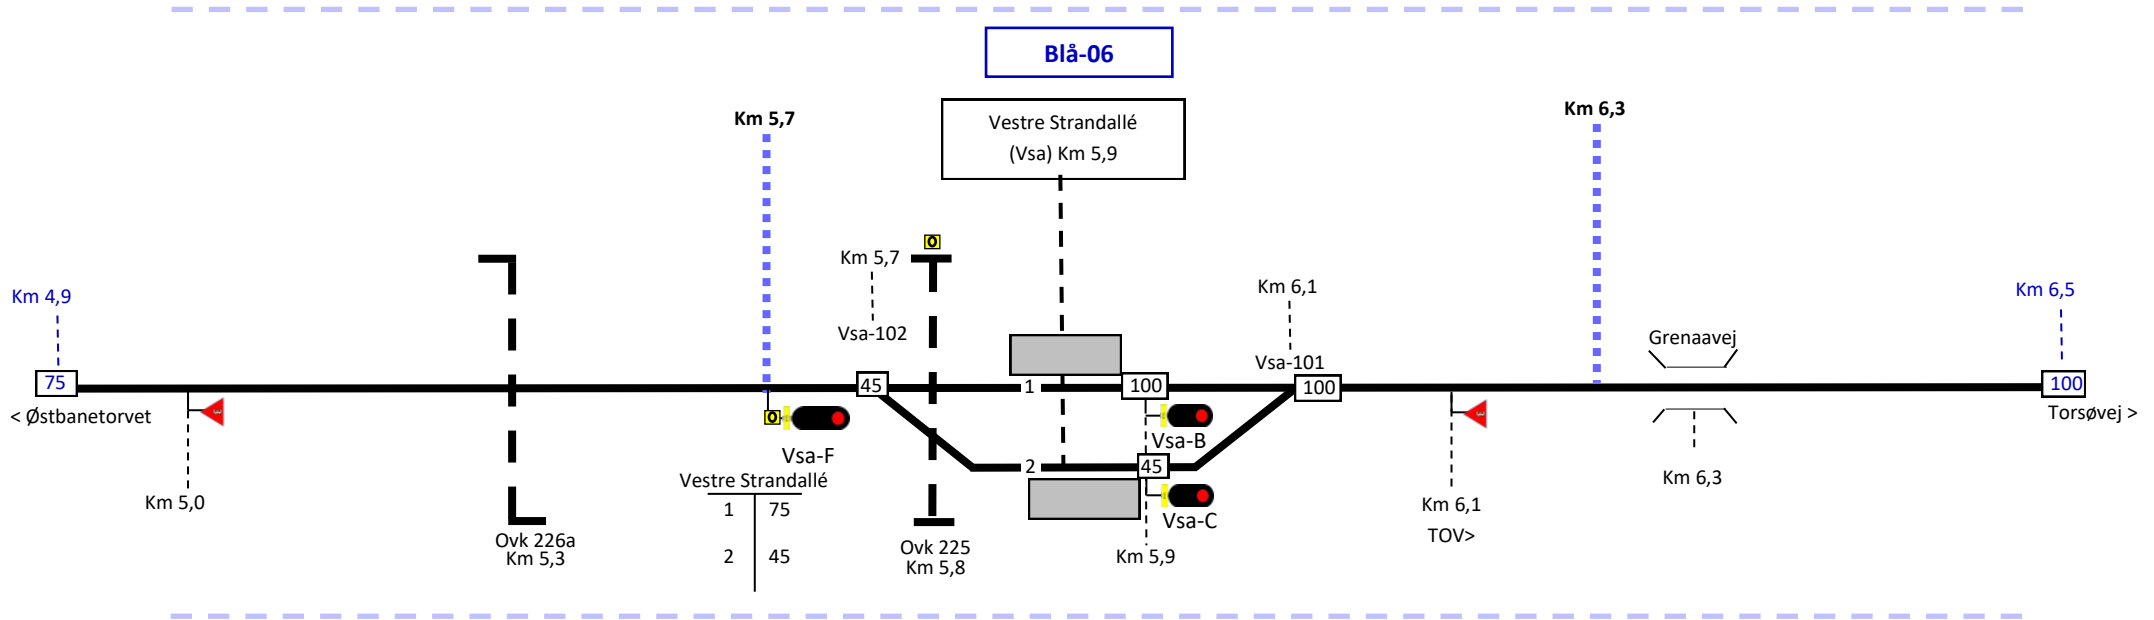 Blå-06
Vestre Strandallé
(Vsa) Km 5,9
Km 5,7
Km 6,3
Km 5,7
Vsa-102
Km 6,1
Vsa-101
Km 4,9
Km 6,5
Grenaavej
O
75
45
1
100
100
100
< Østbanetorvet
Torsøvej >
O
Vsa-F
Vsa-B
2
45
Vsa-C
Vestre Strandallé
1 75
2 45
Km 5,0
Ovk 226a
Km 5,3
Ovk 225
Km 5,8
Km 5,9
Km 6,1
TOV>
Km 6,3